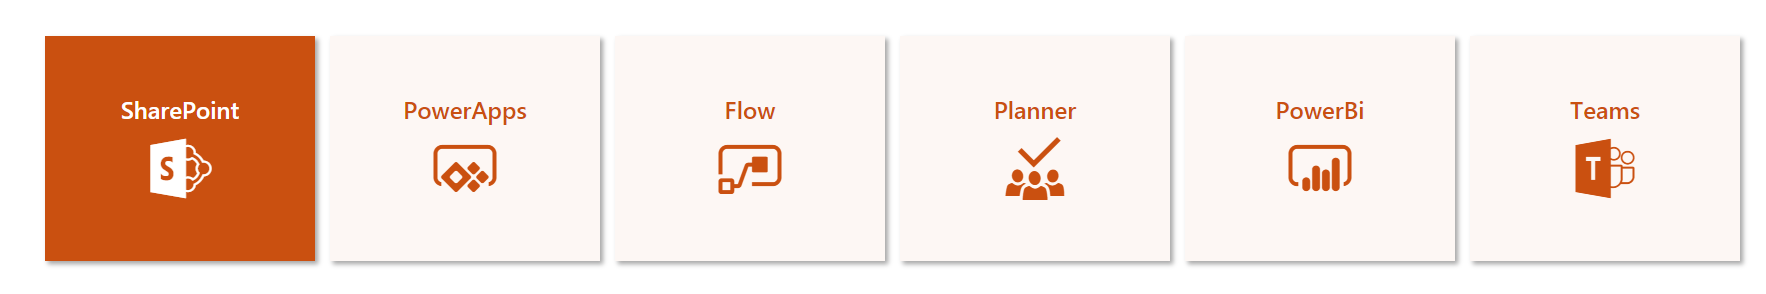 SharePoint
PowerApps
Flow
Planner
PowerBi
Teams
S
T